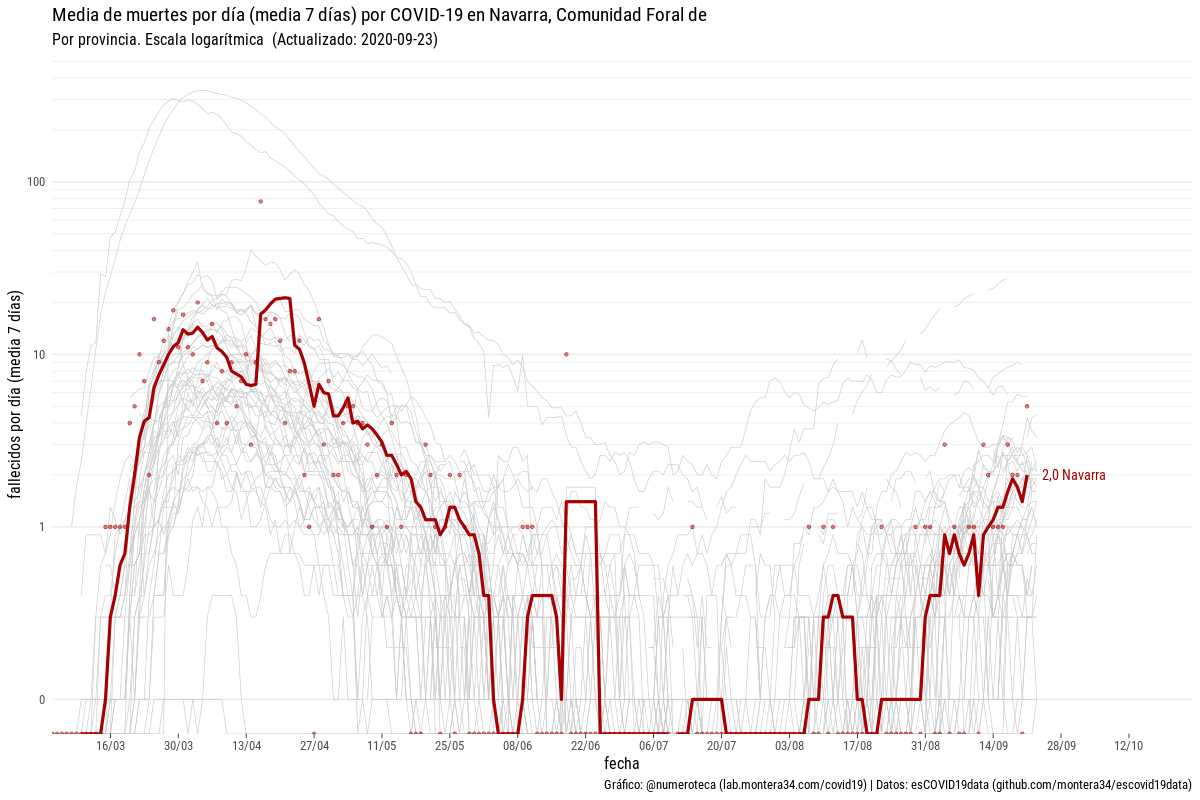 Media de muertes por día (media 7 días) por COVID-19 en Navarra, Comunidad Foral de
Por provincia. Escala logarítmica (Actualizado: 2020-09-23)
fallecidos por día (media 7 días)
100
10
1
0
2,0 Navarra
16/03 30/03 13/04 27/04 11/05 25/05 08/06 22/06 06/07 20/07 03/08 17/08 31/08 14/09 28/09 12/10
fecha
Gráfico: @numeroteca (lab.montera34.com/covid19) | Datos: esCOVID19data (github.com/montera34/escovid19data)